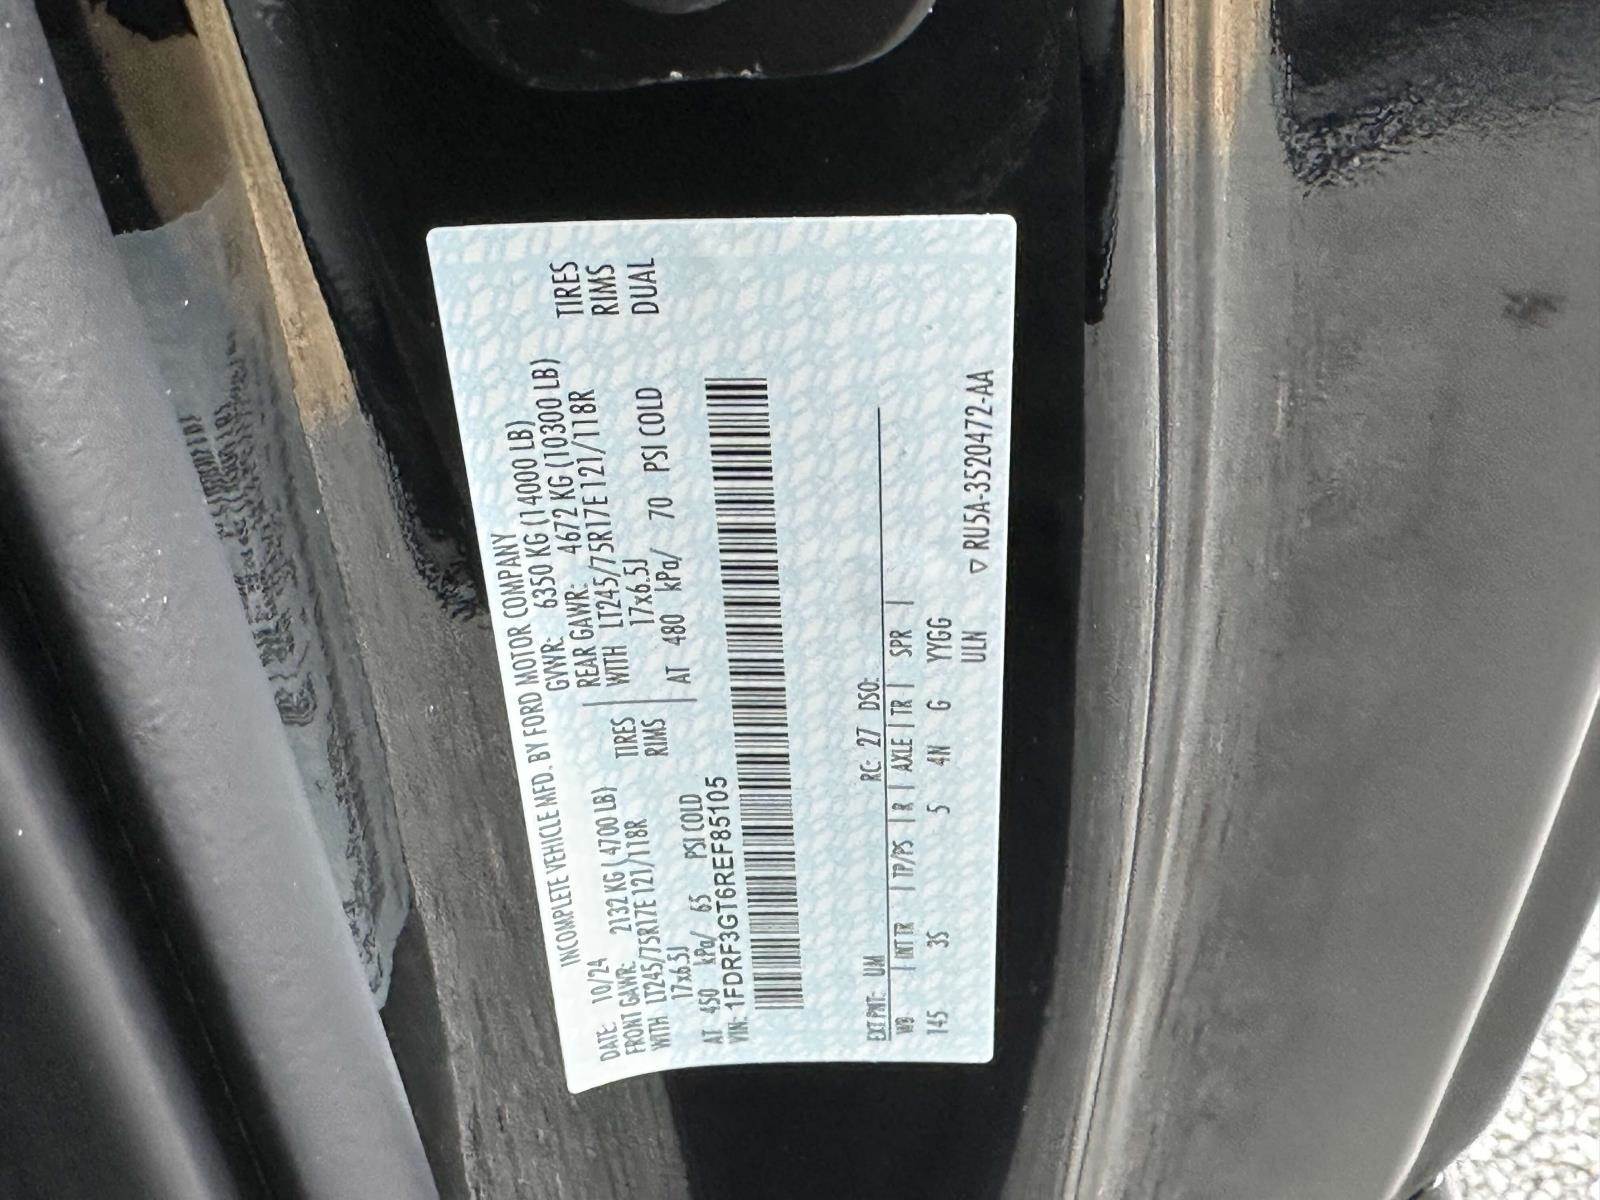 INCOMPLETE VEHICLE MFD. BY FORD MOTOR COMPANY
DATE: 10/24 GVWR: 6350 KG (14000 LB)
FRONT GAWR: 2132 KG (4700 LB) REAR GAWR: 4672 KG (10300 LB)
WITH LT245/75R17E 121/118R TIRES WITH LT245/75R17E 121/118R TIRES
17x6.5J RIMS 17x6.5J RIMS
AT 450 kPa/ 65 PSI COLD AT 480 kPa/ 70 PSI COLD DUAL
VIN: 1FDRF3GT6REF85105
EXT PNT: UM RC: 27 DSO:
WB | INT TR | TP/PS | R | AXLE | TR | SPR |
145 3S 5 4N G YYGG
ULN ▽ RU5A-3520472-AA